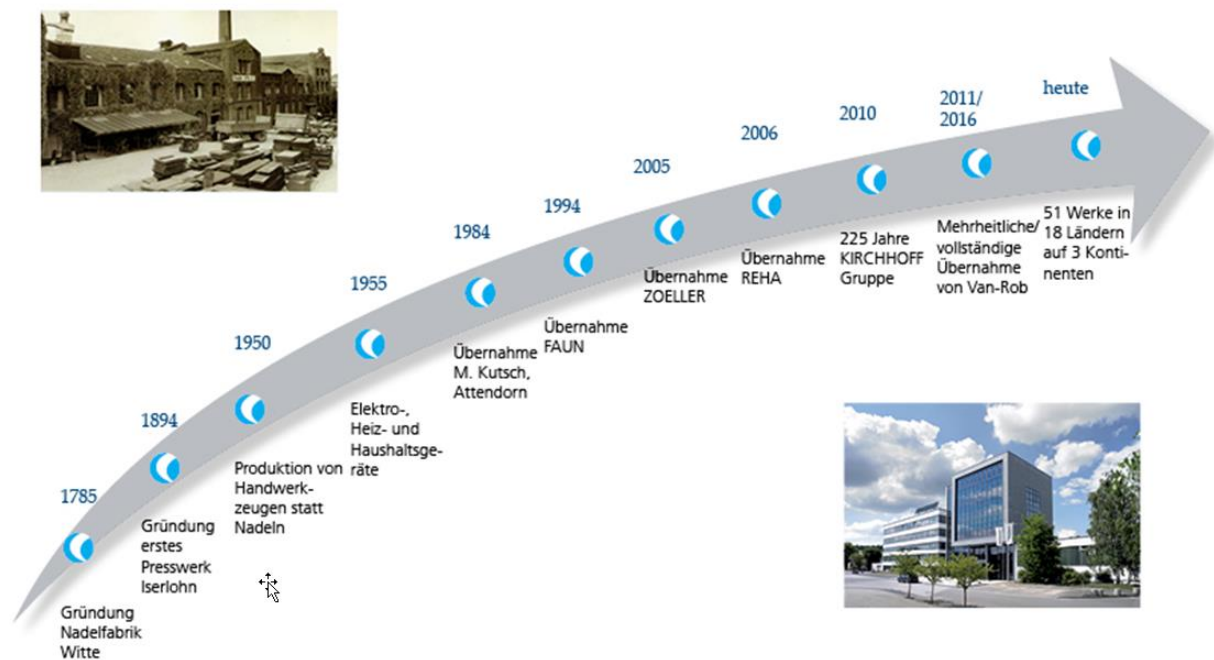 1785
Gründung
Nadelfabrik
Witte
1894
Gründung
erstes
Presswerk
Iserlohn
1950
Produktion von
Handwerk-
zeugen statt
Nadeln
1955
Elektro-,
Heiz- und
Haushaltsge-
räte
1984
Übernahme
M. Kutsch,
Attendorn
1994
Übernahme
FAUN
2005
Übernahme
ZOELLER
2006
Übernahme
REHA
2010
225 Jahre
KIRCHHOFF
Gruppe
2011/
2016
Mehrheitliche/
vollständige
Übernahme
von Van-Rob
heute
51 Werke in
18 Ländern
auf 3 Konti-
nenten